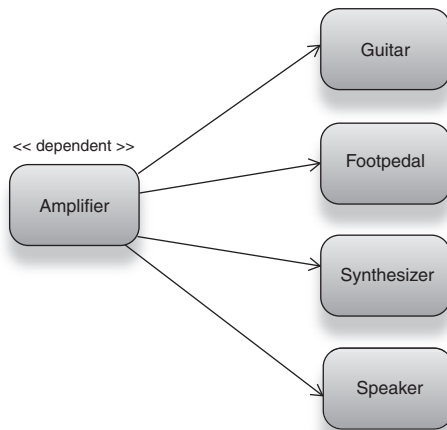 << dependent >>
Amplifier
Guitar
Footpedal
Synthesizer
Speaker